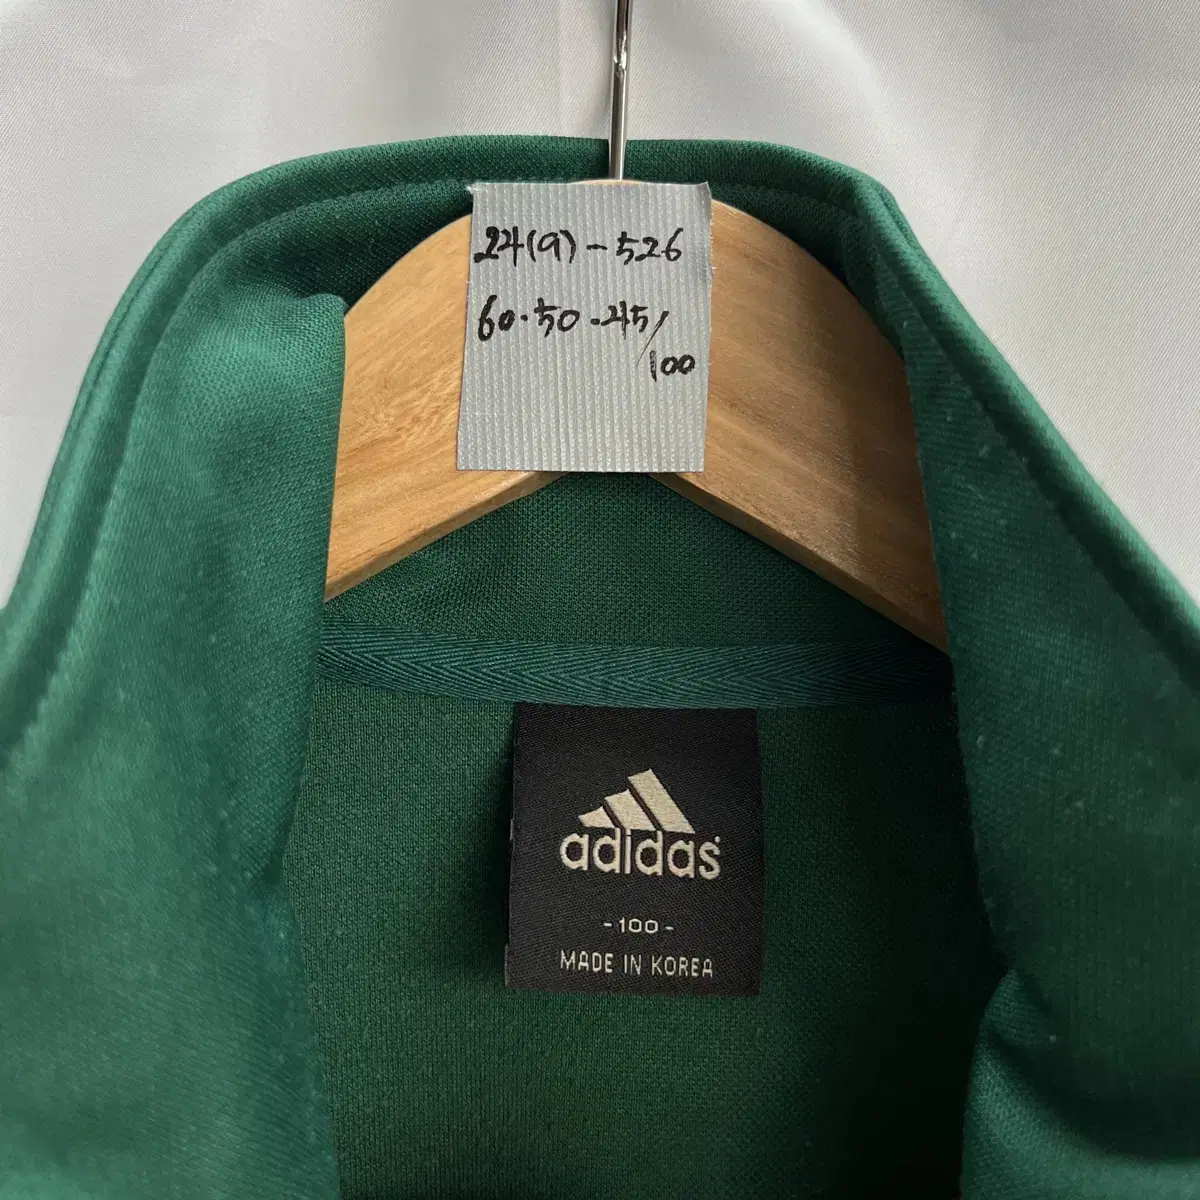 24(9)-526
60.50.45/
100
adidas
-100-
MADE IN KOREA